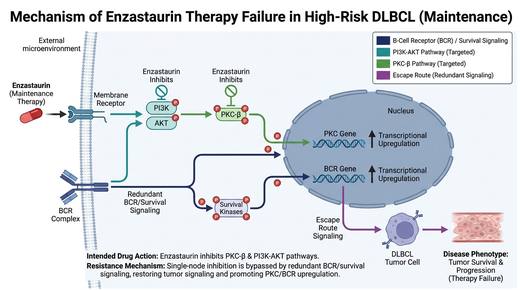 Mechanism of Enzastaurin Therapy Failure in High-Risk DLBCL (Maintenance)
External
microenvironment
B-Cell Receptor (BCR) / Survival
Signaling
PI3K-AKT Pathway (Targeted)
PKC-β Pathway (Targeted)
Escape Route (Redundant Signaling)
Enzastaurin
(Maintenance
Therapy)
Membrane
Receptor
Enzastaurin
Inhibits
Enzastaurin
Inhibits
PI3K
AKT
P
P
P
P
PKC-β
P
P
P
P
P
P
P
P
Nucleus
PKC Gene
Transcriptional
Upregulation
BCR Gene
Transcriptional
Upregulation
BCR
Complex
Redundant
BCR/Survival
Signaling
Survival
Kinases
P
P
P
P
Escape
Route
Signaling
DLBCL
Tumor Cell
Disease Phenotype:
Tumor Survival &
Progression
(Therapy Failure)
Intended Drug Action: Enzastaurin inhibits PKC-β & PI3K-AKT pathways.
Resistance Mechanism: Single-node inhibition is bypassed by redundant BCR/survival
signaling, restoring tumor signaling and promoting PKC/BCR upregulation.